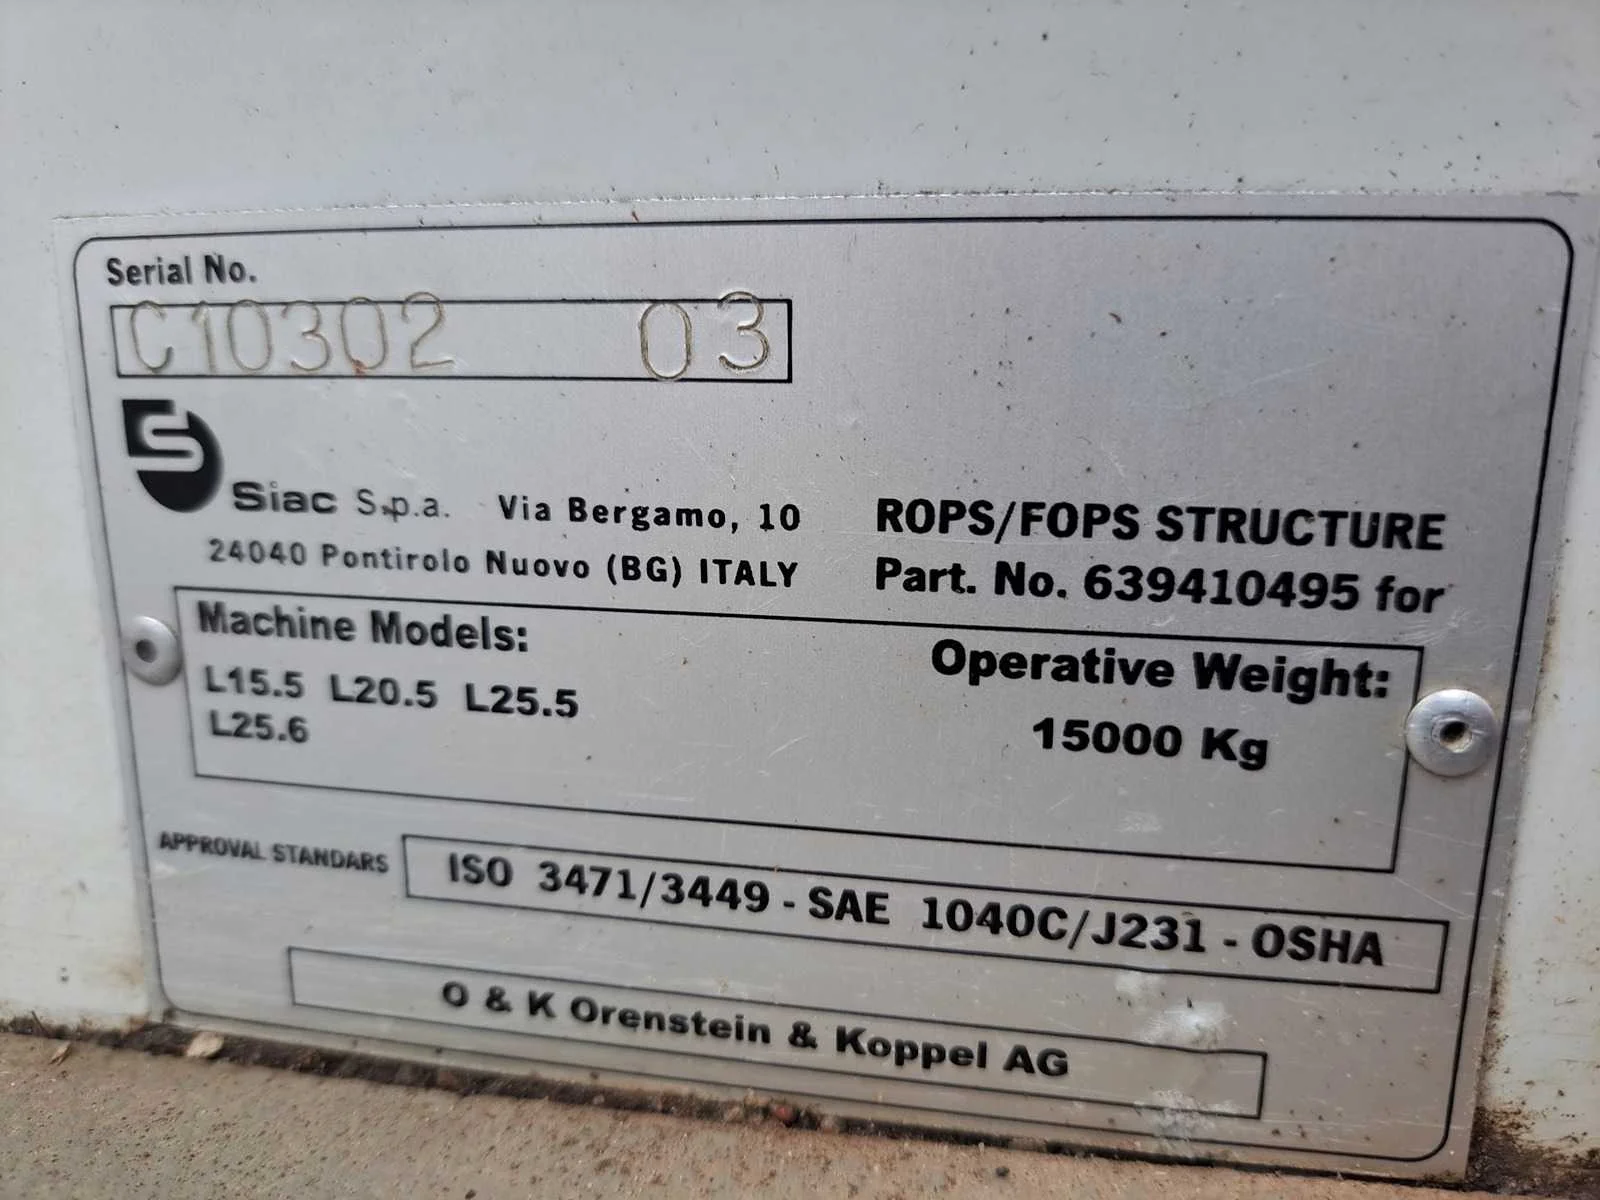 Serial No.
C10302 03
S
Siac S.p.a. Via Bergamo, 10
24040 Pontirolo Nuovo (BG) ITALY
ROPS/FOPS STRUCTURE
Part. No. 639410495 for
Machine Models:
L15.5 L20.5 L25.5
L25.6
Operative Weight:
15000 Kg
APPROVAL STANDARS
ISO 3471/3449 - SAE 1040C/J231 - OSHA
O & K Orenstein & Koppel AG